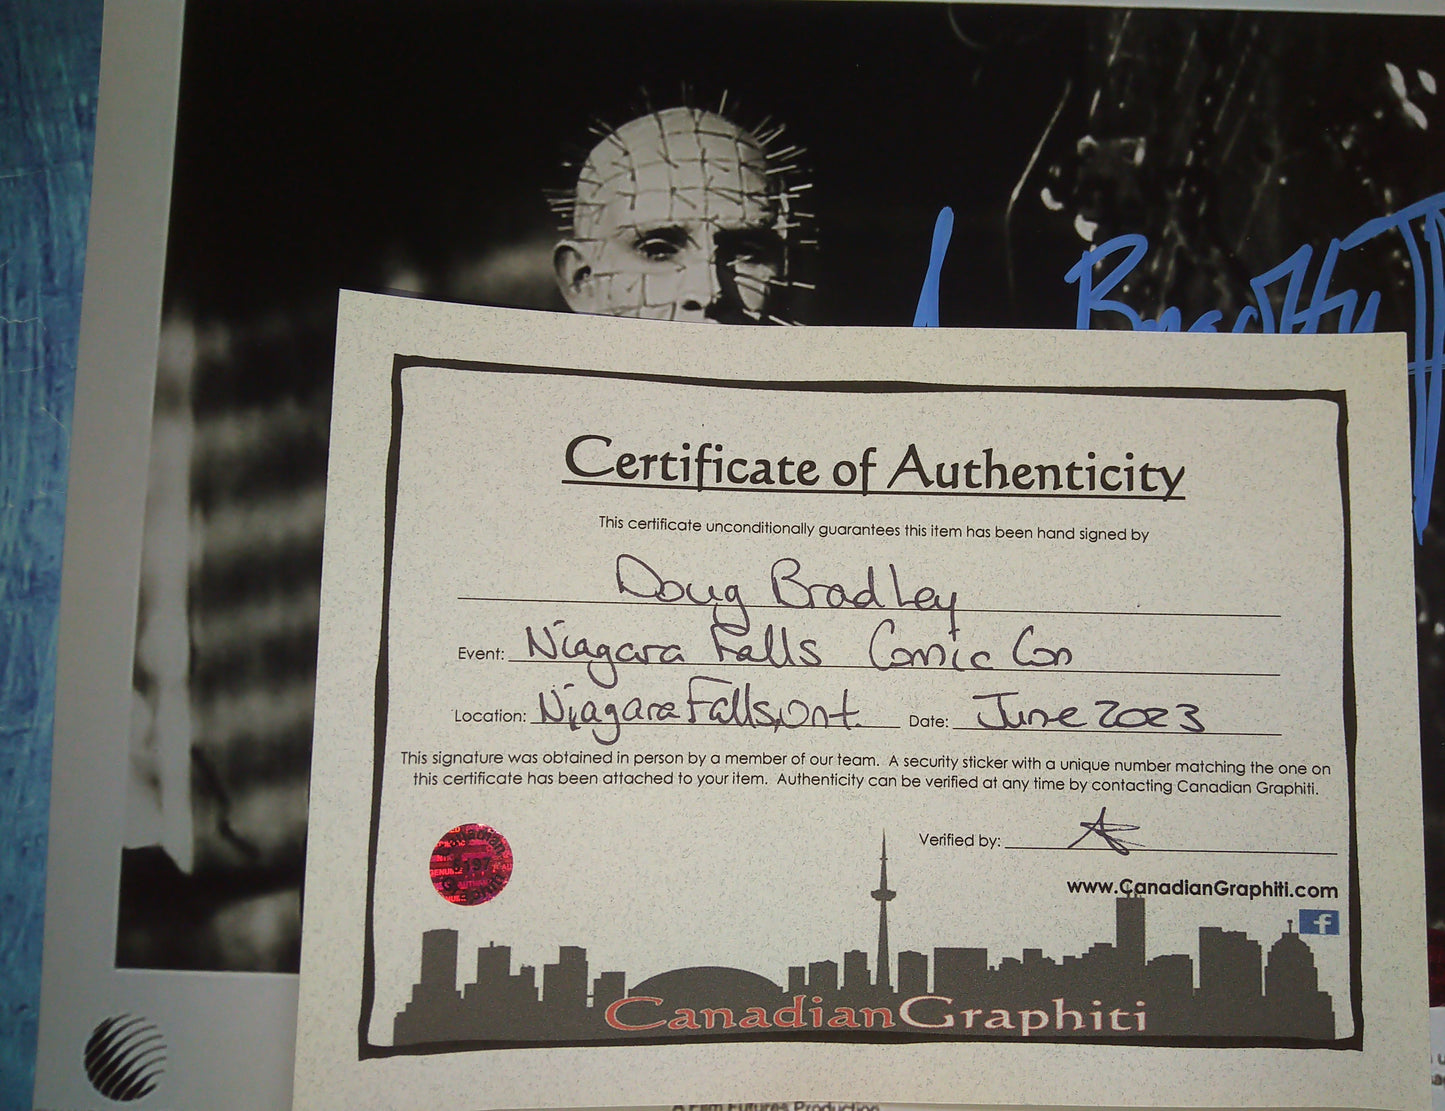 Certificate of Authenticity
This certificate unconditionally guarantees this item has been hand signed by
Doug Bradley
Event: Niagara Falls Comic Con
Location: Niagara Falls, Ont. Date: June 2023
This signature was obtained in person by a member of our team. A security sticker with a unique number matching the one on
this certificate has been attached to your item. Authenticity can be verified at any time by contacting Canadian Graphiti.
Verified by:
www.CanadianGraphiti.com
f
CanadianGraphiti
A Film Futures Production